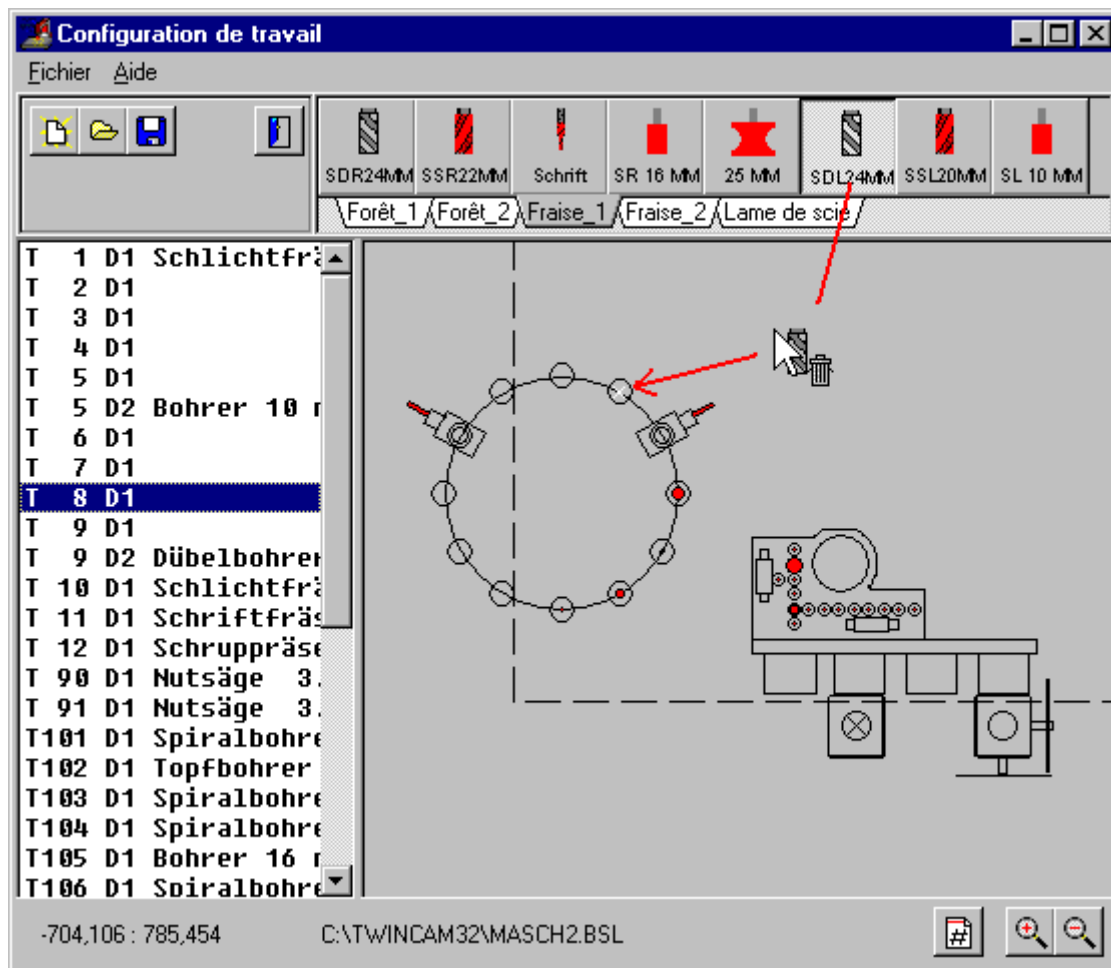 Configuration de travail
Fichier Aide
SDR24MM SSR22MM Schrift SR 16 MM 25 MM SDL24MM SSL20MM SL 10 MM
Forêt_1 Forêt_2 Fraise_1 Fraise_2 Lame de scie
T 1 D1 Schlichtfrä
T 2 D1
T 3 D1
T 4 D1
T 5 D1
T 5 D2 Bohrer 10 m
T 6 D1
T 7 D1
T 8 D1
T 9 D1
T 9 D2 Dübelbohrer
T 10 D1 Schlichtfrä
T 11 D1 Schriftfräs
T 12 D1 Schruppräse
T 90 D1 Nutsäge 3.
T 91 D1 Nutsäge 3.
T101 D1 Spiralbohre
T102 D1 Topfbohrer
T103 D1 Spiralbohre
T104 D1 Spiralbohre
T105 D1 Bohrer 16 m
T106 D1 Spiralbohre
-704,106 : 785,454 C:\TWINCAM32\MASCH2.BSL